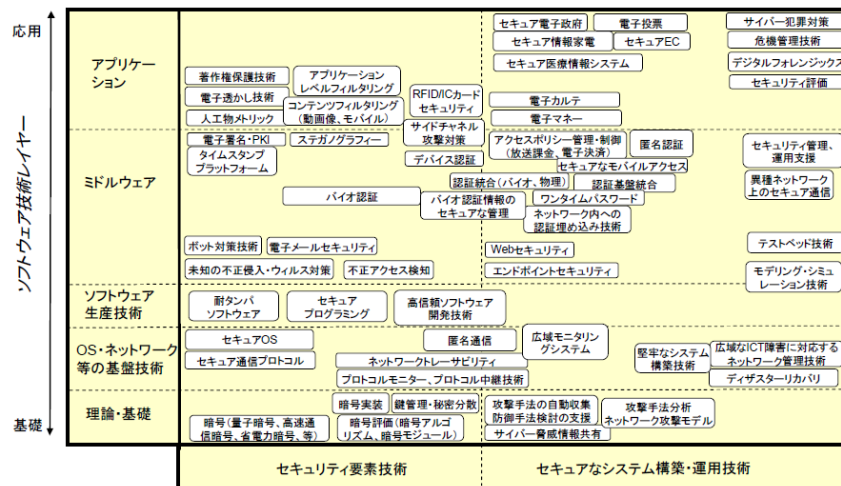 応用
ソフトウェア技術レイヤー
基礎
アプリケー
ション
著作権保護技術
電子透かし技術
人工物メトリック
アプリケーション
レベルフィルタリング
コンテンツフィルタリング
(動画像、モバイル)
RFID/ICカード
セキュリティ
サイドチャネル
攻撃対策
セキュア電子政府
電子投票
セキュア情報家電
セキュアEC
セキュア医療情報システム
電子カルテ
電子マネー
サイバー犯罪対策
危機管理技術
デジタルフォレンジックス
セキュリティ評価
ミドルウェア
電子署名・PKI
ステガノグラフィー
タイムスタンプ
プラットフォーム
デバイス認証
バイオ認証
アクセスポリシー管理・制御
(放送課金、電子決済)
匿名認証
セキュアなモバイルアクセス
認証統合(バイオ、物理)
認証基盤統合
バイオ認証情報の
セキュアな管理
ワンタイムパスワード
ネットワーク内への
認証埋め込み技術
セキュリティ管理、
運用支援
異種ネットワーク
上のセキュア通信
ボット対策技術
電子メールセキュリティ
未知の不正侵入・ウィルス対策
不正アクセス検知
Webセキュリティ
エンドポイントセキュリティ
テストベッド技術
モデリング・シミュ
レーション技術
ソフトウェア
生産技術
耐タンパ
ソフトウェア
セキュア
プログラミング
高信頼ソフトウェア
開発技術
OS・ネットワーク
等の基盤技術
セキュアOS
セキュア通信プロトコル
匿名通信
ネットワークトレーサビリティ
プロトコルモニター、プロトコル中継技術
広域モニタリン
グシステム
堅牢なシステム
構築技術
広域なICT障害に対応する
ネットワーク管理技術
ディザスターリカバリ
理論・基礎
暗号実装
鍵管理・秘密分散
暗号(量子暗号、高速通
信暗号、省電力暗号、等)
暗号評価(暗号アルゴ
リズム、暗号モジュール)
攻撃手法の自動収集
防御手法検討の支援
サイバー脅威情報共有
攻撃手法分析
ネットワーク攻撃モデル
セキュリティ要素技術
セキュアなシステム構築・運用技術